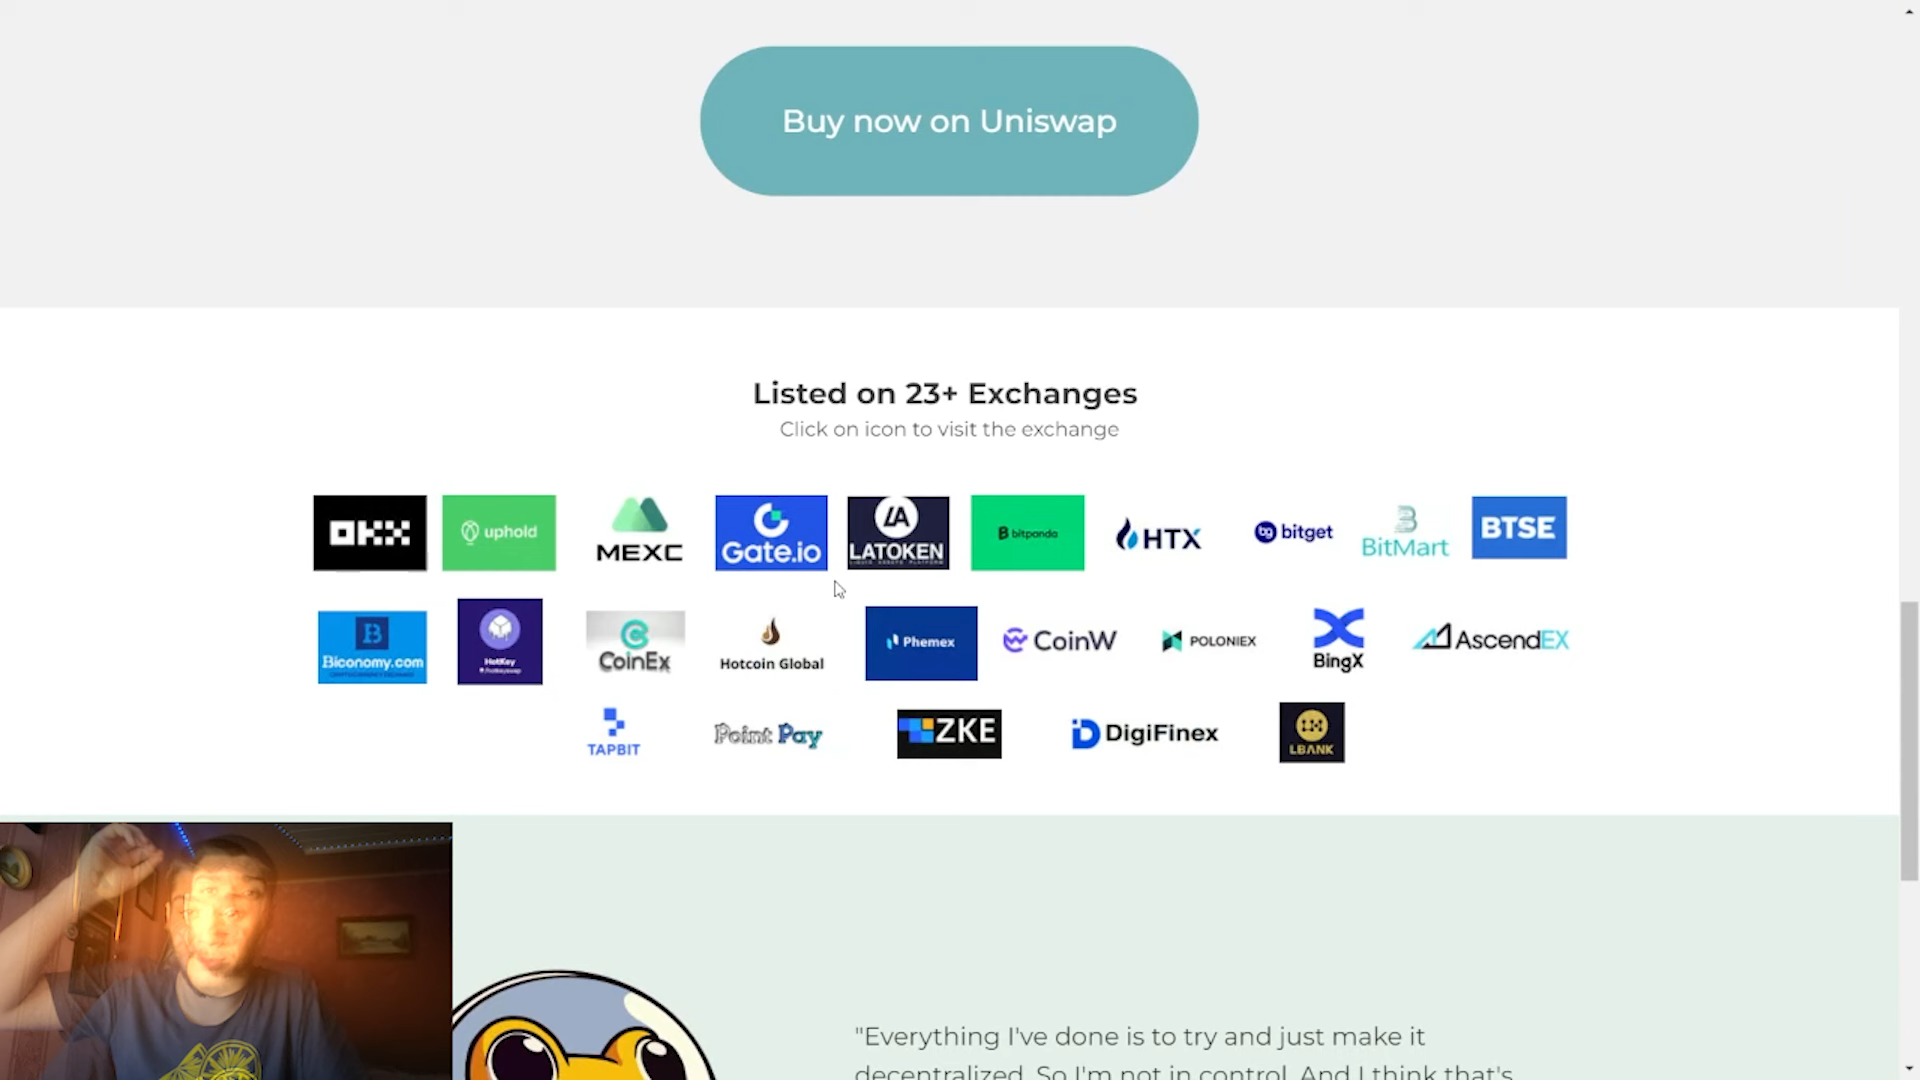 Buy now on Uniswap
Listed on 23+ Exchanges
Click on icon to visit the exchange
OKX uphold MEXC Gate.io LATOKEN bitpanda HTX bitget BitMart BTSE
Biconomy.com HotKey CoinEx Hotcoin Global Phemex CoinW POLONIEX BingX AscendEX
TAPBIT Point Pay ZKE DigiFinex LBANK
"Everything I've done is to try and just make it
decentralized. So I'm not in control. And I think that's